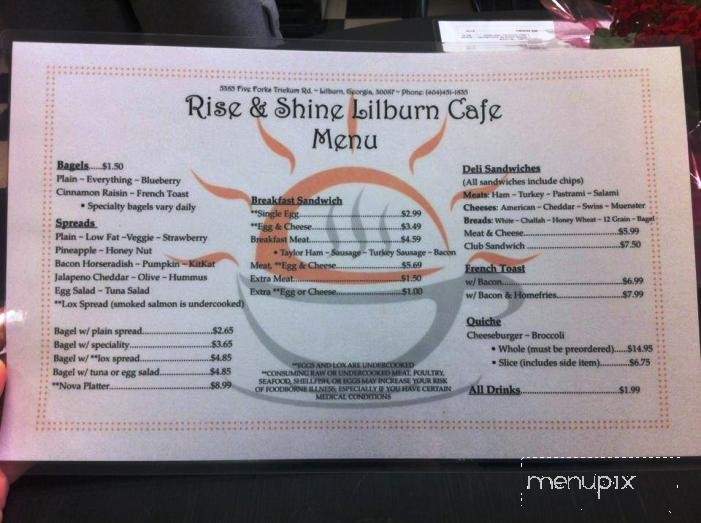 5365 Five Forks Trickum Rd. ~ Lilburn, Georgia, 30087 ~ Phone: (404)451-1835
Rise & Shine Lilburn Cafe
Menu
Bagels.....$1.50
Plain ~ Everything ~ Blueberry
Cinnamon Raisin ~ French Toast
• Specialty bagels vary daily
Spreads
Plain ~ Low Fat ~Veggie ~ Strawberry
Pineapple ~ Honey Nut
Bacon Horseradish ~ Pumpkin ~ KitKat
Jalapeno Cheddar ~ Olive ~ Hummus
Egg Salad ~ Tuna Salad
**Lox Spread (smoked salmon is undercooked)
Bagel w/ plain spread.......................$2.65
Bagel w/ speciality............................$3.65
Bagel w/ **lox spread........................$4.85
Bagel w/ tuna or egg salad................$4.85
**Nova Platter...................................$8.99
Breakfast Sandwich
**Single Egg.......................................$2.99
**Egg & Cheese..................................$3.49
Breakfast Meat...................................$4.59
• Taylor Ham ~ Sausage ~ Turkey Sausage ~ Bacon
Meat, **Egg & Cheese........................$5.69
Extra Meat..........................................$1.50
Extra **Egg or Cheese.......................$1.00
**EGGS AND LOX ARE UNDERCOOKED
**CONSUMING RAW OR UNDERCOOKED MEAT, POULTRY,
SEAFOOD, SHELLFISH, OR EGGS MAY INCREASE YOUR RISK
OF FOODBORNE ILLNESS, ESPECIALLY IF YOU HAVE CERTAIN
MEDICAL CONDITIONS
Deli Sandwiches
(All sandwiches include chips)
Meats: Ham ~ Turkey ~ Pastrami ~ Salami
Cheeses: American ~ Cheddar ~ Swiss ~ Muenster
Breads: White ~ Challah ~ Honey Wheat ~ 12 Grain ~ Bagel
Meat & Cheese....................................$5.99
Club Sandwich ...................................$7.50
French Toast
w/ Bacon..............................................$6.99
w/ Bacon & Homefries.......................$7.99
Quiche
Cheeseburger ~ Broccoli
• Whole (must be preordered)......$14.95
• Slice (includes side item)............$6.75
All Drinks....................................$1.99
menupix